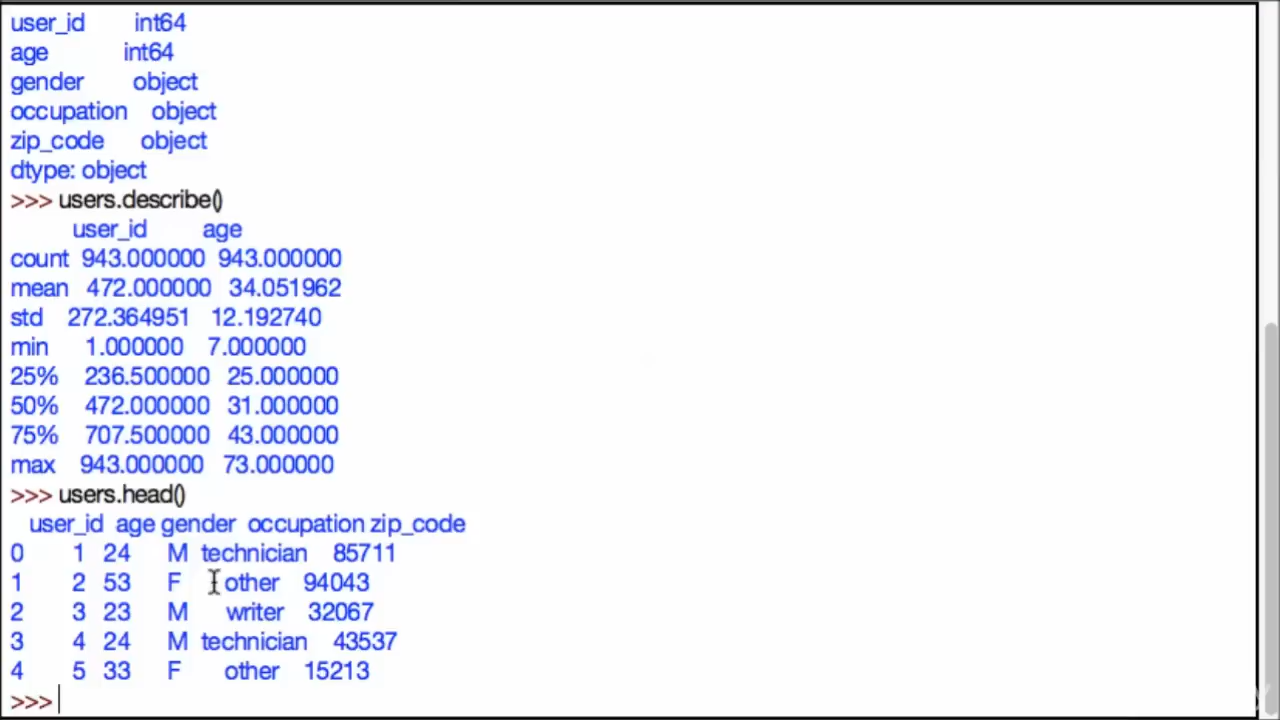 user_id int64
age int64
gender object
occupation object
zip_code object
dtype: object
>>> users.describe()
user_id age
count 943.000000 943.000000
mean 472.000000 34.051962
std 272.364951 12.192740
min 1.000000 7.000000
25% 236.500000 25.000000
50% 472.000000 31.000000
75% 707.500000 43.000000
max 943.000000 73.000000
>>> users.head()
user_id age gender occupation zip_code
0 1 24 M technician 85711
1 2 53 F other 94043
2 3 23 M writer 32067
3 4 24 M technician 43537
4 5 33 F other 15213
>>>